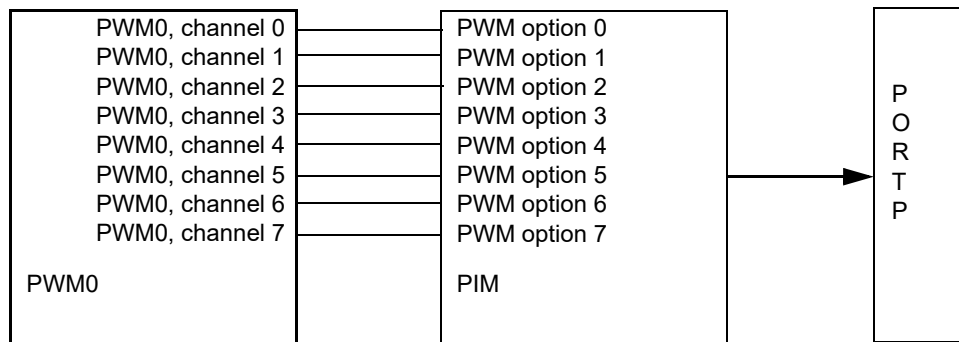 PWM0, channel 0
PWM0, channel 1
PWM0, channel 2
PWM0, channel 3
PWM0, channel 4
PWM0, channel 5
PWM0, channel 6
PWM0, channel 7
PWM0
PWM option 0
PWM option 1
PWM option 2
PWM option 3
PWM option 4
PWM option 5
PWM option 6
PWM option 7
PIM
P
O
R
T
P